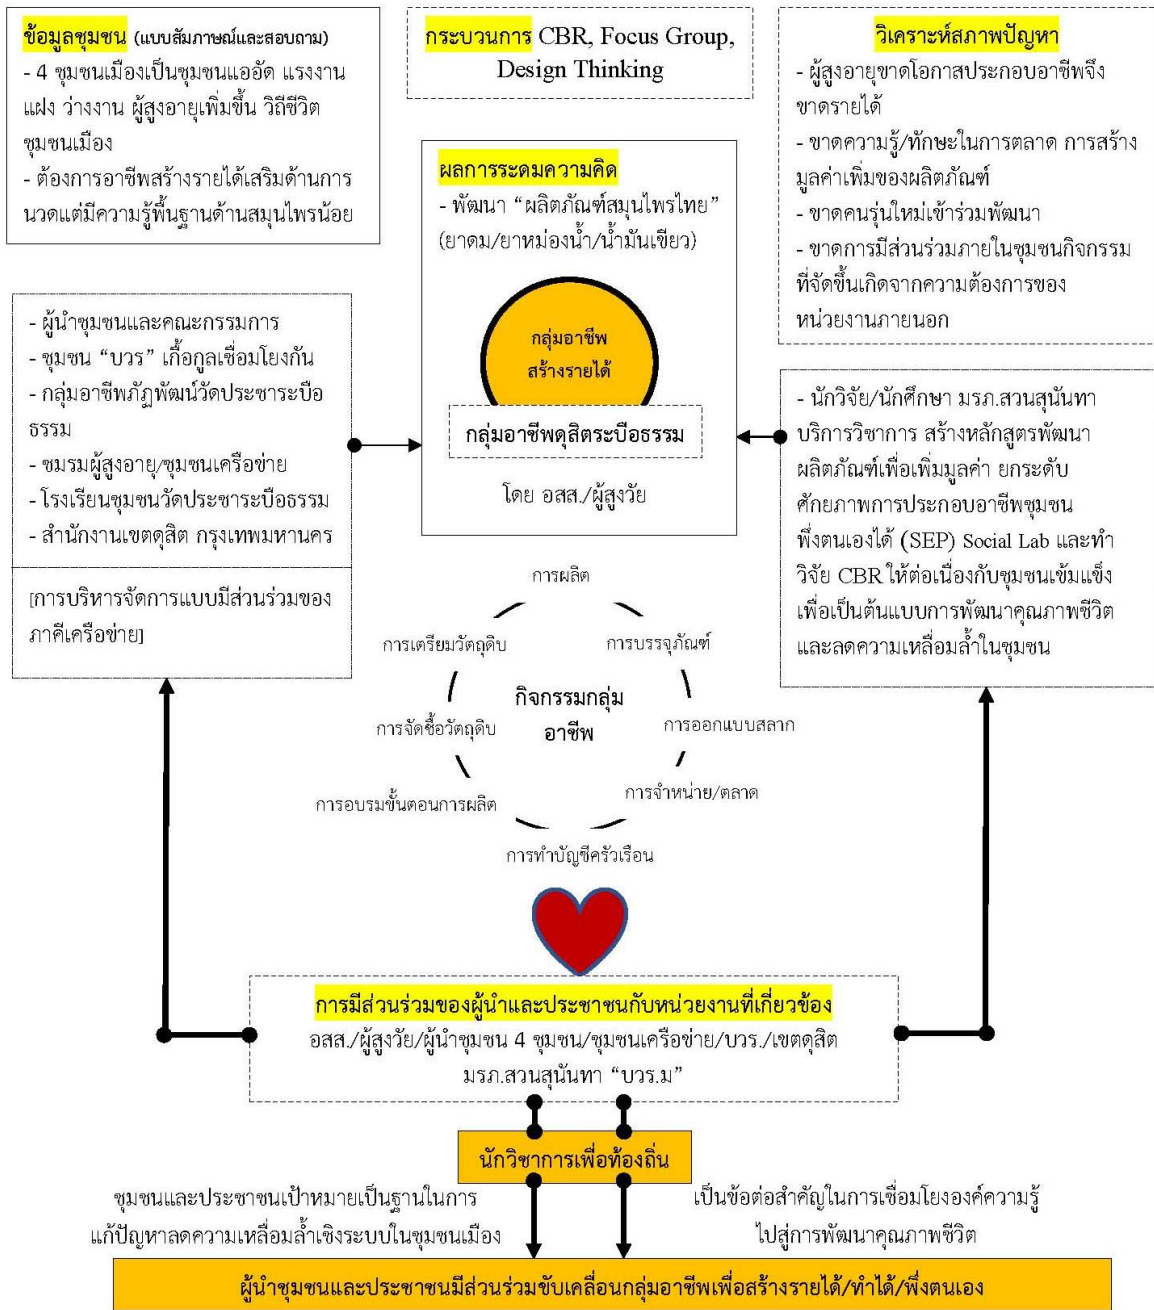 ข้อมูลชุมชน (แบบสัมภาษณ์และสอบถาม)
- 4 ชุมชนเมืองเป็นชุมชนแออัด แรงงาน
แฝง ว่างงาน ผู้สูงอายุเพิ่มขึ้น วิถีชีวิต
ชุมชนเมือง
- ต้องการอาชีพสร้างรายได้เสริมด้านการ
นวดแต่มีความรู้พื้นฐานด้านสมุนไพรน้อย
กระบวนการ CBR, Focus Group,
Design Thinking
วิเคราะห์สภาพปัญหา
- ผู้สูงอายุขาดโอกาสประกอบอาชีพจึง
ขาดรายได้
- ขาดความรู้/ทักษะในการตลาด การสร้าง
มูลค่าเพิ่มของผลิตภัณฑ์
- ขาดคนรุ่นใหม่เข้าร่วมพัฒนา
- ขาดการมีส่วนร่วมภายในชุมชนกิจกรรม
ที่จัดขึ้นเกิดจากความต้องการของ
หน่วยงานภายนอก
ผลการระดมความคิด
- พัฒนา “ผลิตภัณฑ์สมุนไพรไทย”
(ยาดม/ยาหม่องน้ำ/น้ำมันเขียว)
กลุ่มอาชีพ
สร้างรายได้
กลุ่มอาชีพดุสิตระบือธรรม
โดย อสส./ผู้สูงวัย
- ผู้นำชุมชนและคณะกรรมการ
- ชุมชน “บวร” เกื้อกูลเชื่อมโยงกัน
- กลุ่มอาชีพภัฏพัฒน์วัดประชาระบือ
ธรรม
- ชมรมผู้สูงอายุ/ชุมชนเครือข่าย
- โรงเรียนชุมชนวัดประชาระบือธรรม
- สำนักงานเขตดุสิต กรุงเทพมหานคร
[การบริหารจัดการแบบมีส่วนร่วมของ
ภาคีเครือข่าย]
- นักวิจัย/นักศึกษา มรภ.สวนสุนันทา
บริการวิชาการ สร้างหลักสูตรพัฒนา
ผลิตภัณฑ์เพื่อเพิ่มมูลค่า ยกระดับ
ศักยภาพการประกอบอาชีพชุมชน
พึ่งตนเองได้ (SEP) Social Lab และทำ
วิจัย CBR ให้ต่อเนื่องกับชุมชนเข้มแข็ง
เพื่อเป็นต้นแบบการพัฒนาคุณภาพชีวิต
และลดความเหลื่อมล้ำในชุมชน
การผลิต
การเตรียมวัตถุดิบ
การบรรจุภัณฑ์
กิจกรรมกลุ่ม
อาชีพ
การจัดซื้อวัตถุดิบ
การออกแบบสลาก
การอบรมขั้นตอนการผลิต
การจำหน่าย/ตลาด
การทำบัญชีครัวเรือน
การมีส่วนร่วมของผู้นำและประชาชนกับหน่วยงานที่เกี่ยวข้อง
อสส./ผู้สูงวัย/ผู้นำชุมชน 4 ชุมชน/ชุมชนเครือข่าย/บวร./เขตดุสิต
มรภ.สวนสุนันทา “บวร.ม”
นักวิชาการเพื่อท้องถิ่น
ชุมชนและประชาชนเป้าหมายเป็นฐานในการ
แก้ปัญหาลดความเหลื่อมล้ำเชิงระบบในชุมชนเมือง
เป็นข้อต่อสำคัญในการเชื่อมโยงองค์ความรู้
ไปสู่การพัฒนาคุณภาพชีวิต
ผู้นำชุมชนและประชาชนมีส่วนร่วมขับเคลื่อนกลุ่มอาชีพเพื่อสร้างรายได้/ทำได้/พึ่งตนเอง